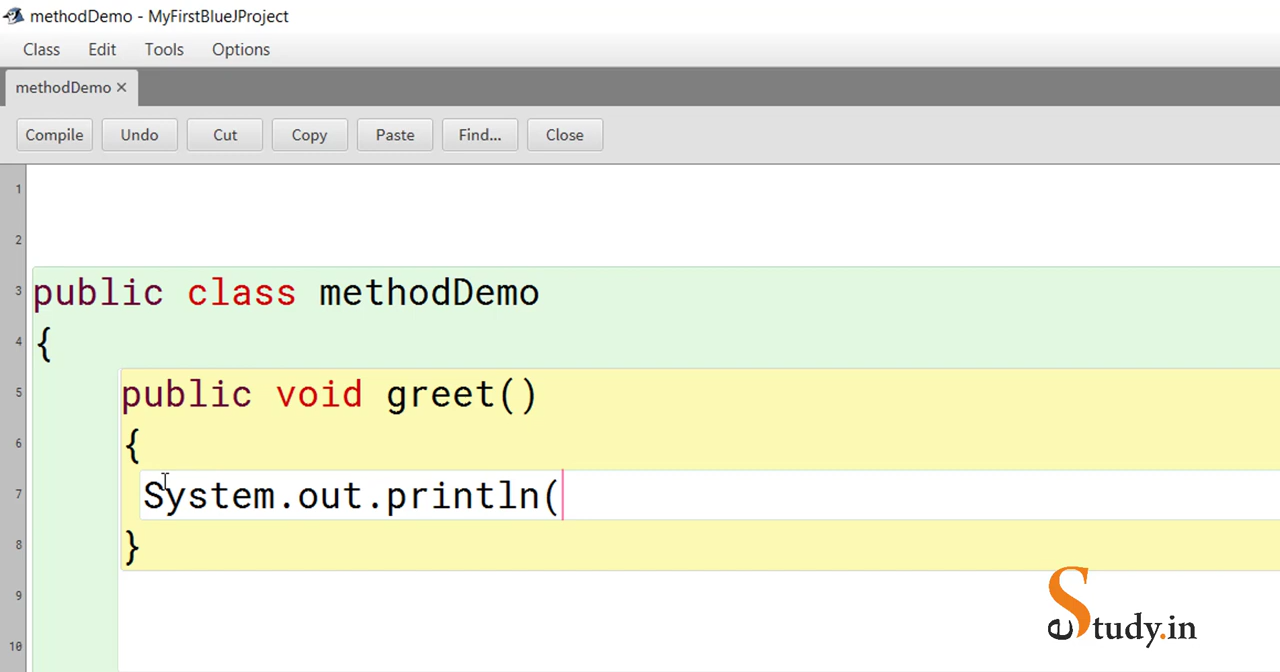 methodDemo - MyFirstBlueJProject
Class Edit Tools Options
methodDemo ×
Compile Undo Cut Copy Paste Find... Close
1
2
3 public class methodDemo
4 {
5 public void greet()
6 {
7 System.out.println(
8 }
9
10
eStudy.in